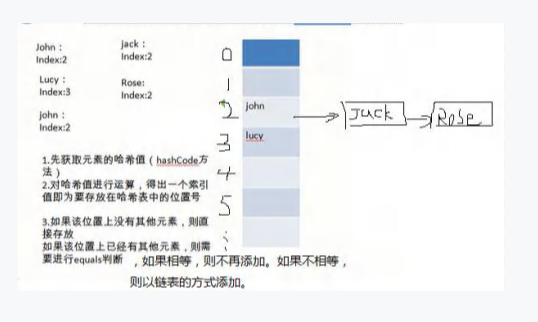 John：
Index:2
jack：
Index:2
Lucy：
Index:3
Rose:
Index:2
john：
Index:2
1.先获取元素的哈希值（hashCode方
法）
2.对哈希值进行运算，得出一个索引
值即为要存放在哈希表中的位置号
3.如果该位置上没有其他元素，则直
接存放
如果该位置上已经有其他元素，则需
要进行equals判断，如果相等，则不再添加。如果不相等，
则以链表的方式添加。
0
1
2 john Juck Rose
3 lucy
4
5